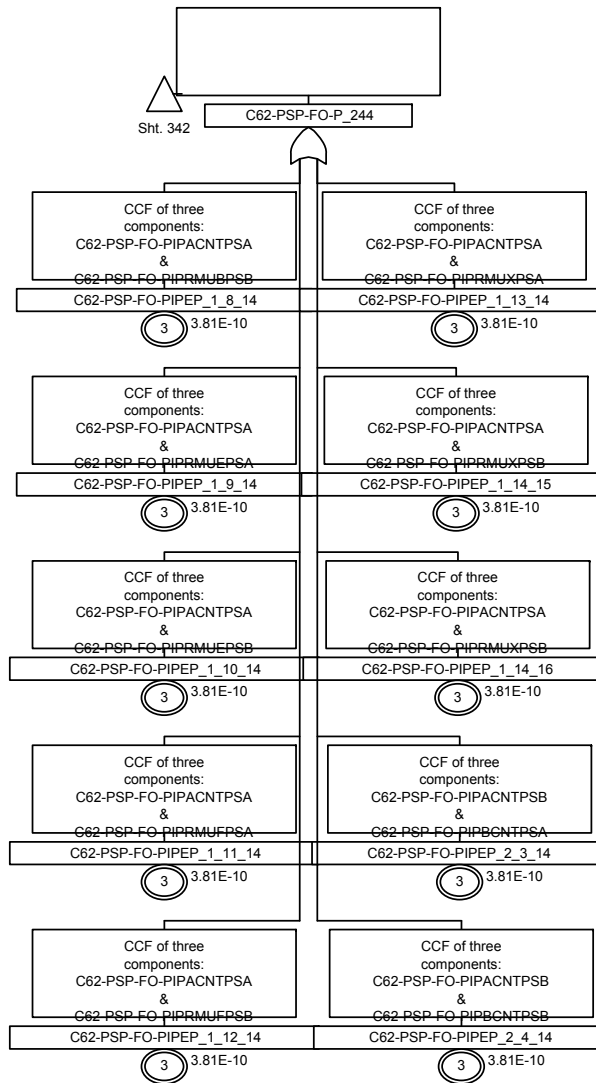 Sht. 342
C62-PSP-FO-P_244
CCF of three
components:
C62-PSP-FO-PIPACNTPSA
&
C62-PSP-FO-PIPRMUBPSB
C62-PSP-FO-PIPEP_1_8_14
3
3.81E-10
CCF of three
components:
C62-PSP-FO-PIPACNTPSA
&
C62-PSP-FO-PIPRMUXPSA
C62-PSP-FO-PIPEP_1_13_14
3
3.81E-10
CCF of three
components:
C62-PSP-FO-PIPACNTPSA
&
C62-PSP-FO-PIPRMUEPSA
C62-PSP-FO-PIPEP_1_9_14
3
3.81E-10
CCF of three
components:
C62-PSP-FO-PIPACNTPSA
&
C62-PSP-FO-PIPRMUXPSB
C62-PSP-FO-PIPEP_1_14_15
3
3.81E-10
CCF of three
components:
C62-PSP-FO-PIPACNTPSA
&
C62-PSP-FO-PIPRMUEPSB
C62-PSP-FO-PIPEP_1_10_14
3
3.81E-10
CCF of three
components:
C62-PSP-FO-PIPACNTPSA
&
C62-PSP-FO-PIPRMUXPSB
C62-PSP-FO-PIPEP_1_14_16
3
3.81E-10
CCF of three
components:
C62-PSP-FO-PIPACNTPSA
&
C62-PSP-FO-PIPRMUFPSA
C62-PSP-FO-PIPEP_1_11_14
3
3.81E-10
CCF of three
components:
C62-PSP-FO-PIPACNTPSB
&
C62-PSP-FO-PIPBCNTPSA
C62-PSP-FO-PIPEP_2_3_14
3
3.81E-10
CCF of three
components:
C62-PSP-FO-PIPACNTPSA
&
C62-PSP-FO-PIPRMUFPSB
C62-PSP-FO-PIPEP_1_12_14
3
3.81E-10
CCF of three
components:
C62-PSP-FO-PIPACNTPSB
&
C62-PSP-FO-PIPBCNTPSB
C62-PSP-FO-PIPEP_2_4_14
3
3.81E-10